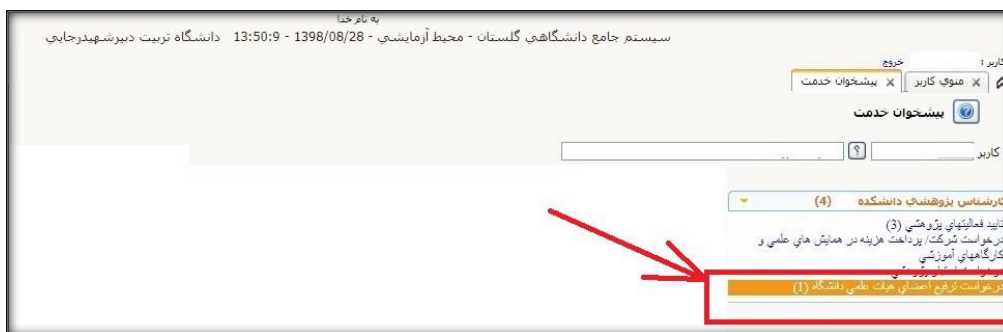 به نام خدا
سيستم جامع دانشگاهي گلستان - محيط آزمايشي - 1398/08/28 - 13:50:9 دانشگاه تربيت دبيرشهيدرجايي
کاربر : خروج
منوي کاربر × پيشخوان خدمت ×
پيشخوان خدمت
کاربر ؟
کارشناس پژوهشي دانشکده (4)
تاييد فعاليتهاي پژوهشي (3)
درخواست شرکت/ پرداخت هزينه در همايش هاي علمي و
کارگاههاي آموزشي
درخواست ترفيع اعضاي هيات علمي دانشگاه (1)